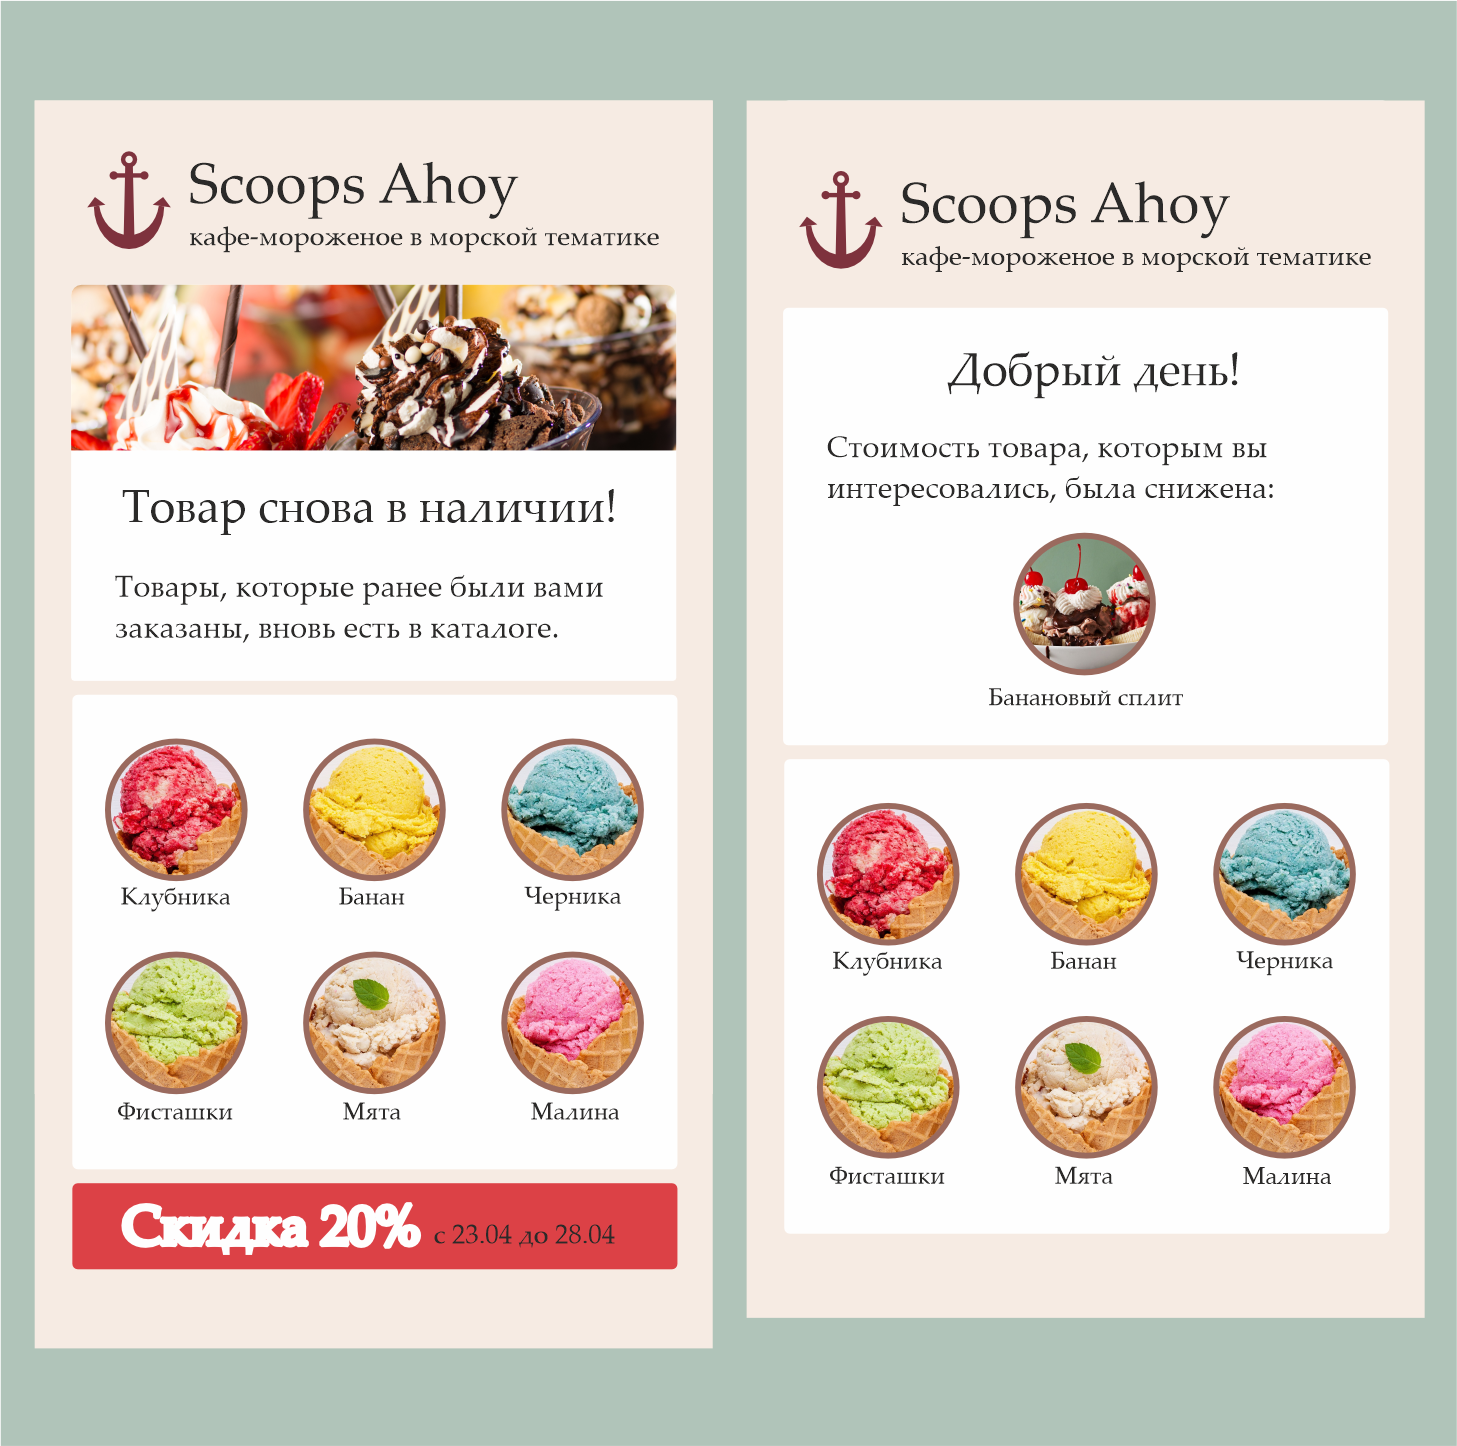 Scoops Ahoy
кафе-мороженое в морской тематике
Товар снова в наличии!
Товары, которые ранее были вами
заказаны, вновь есть в каталоге.
Клубника
Банан
Черника
Фисташки
Мята
Малина
Скидка 20% с 23.04 до 28.04
Scoops Ahoy
кафе-мороженое в морской тематике
Добрый день!
Стоимость товара, которым вы
интересовались, была снижена:
Банановый сплит
Клубника
Банан
Черника
Фисташки
Мята
Малина